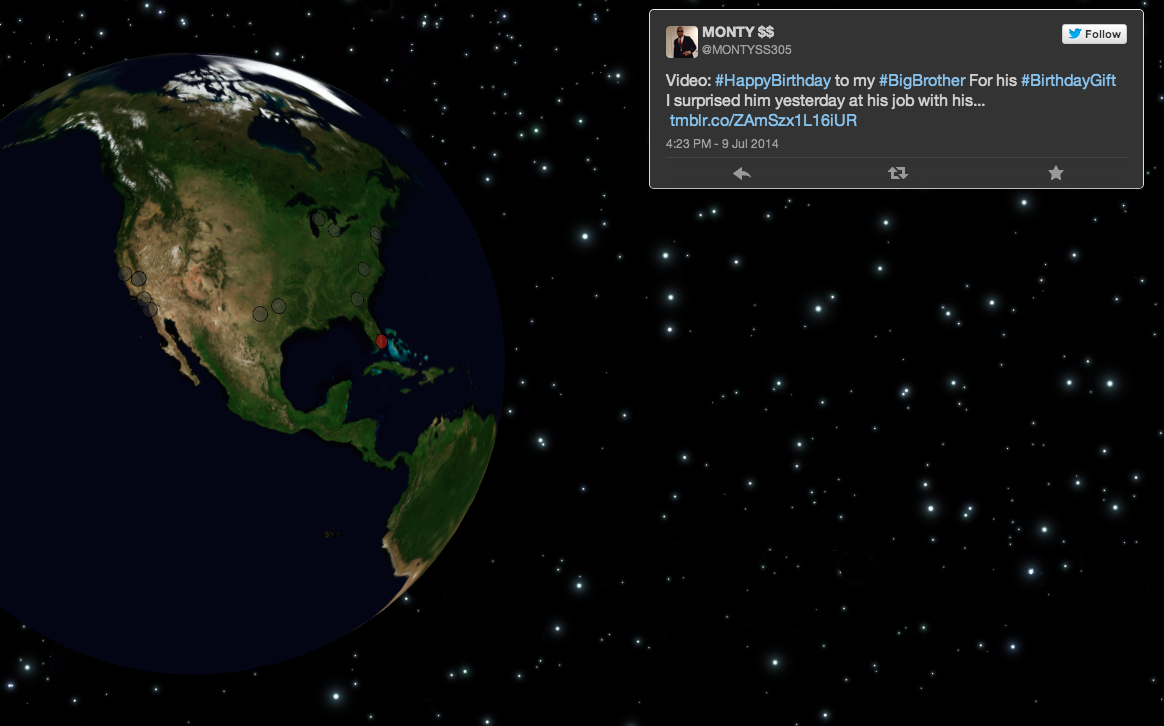 MONTY $$
@MONTYSS305
Follow
Video: #HappyBirthday to my #BigBrother For his #BirthdayGift
I surprised him yesterday at his job with his...
tmblr.co/ZAmSzx1L16iUR
4:23 PM - 9 Jul 2014